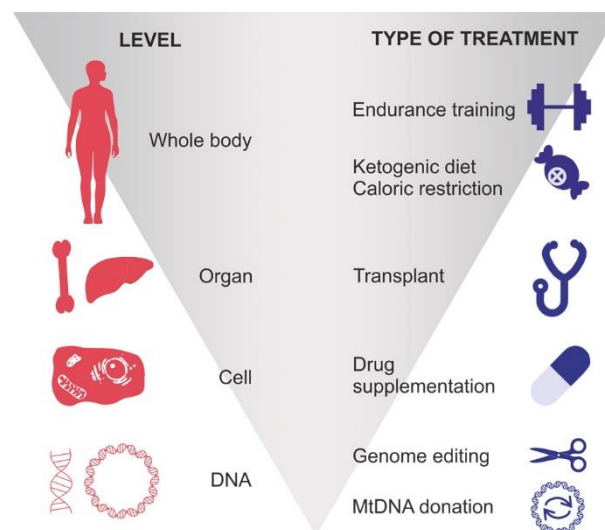 LEVEL
TYPE OF TREATMENT
Whole body
Endurance training
Ketogenic diet
Caloric restriction
Organ
Transplant
Cell
Drug
supplementation
DNA
Genome editing
MtDNA donation